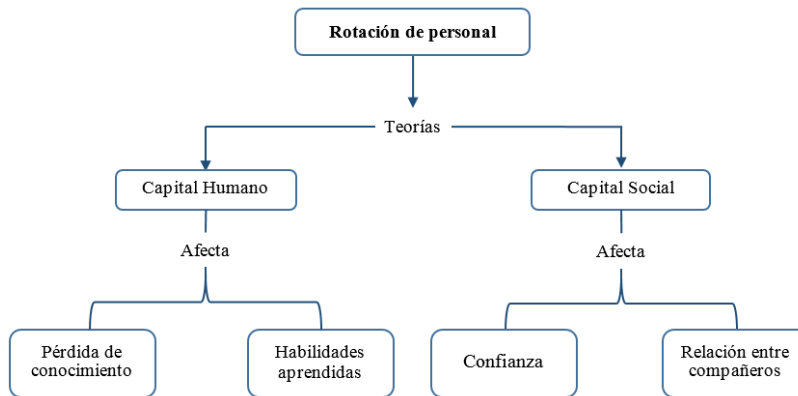 Rotación de personal
Teorías
Capital Humano
Capital Social
Afecta
Afecta
Pérdida de
conocimiento
Habilidades
aprendidas
Confianza
Relación entre
compañeros